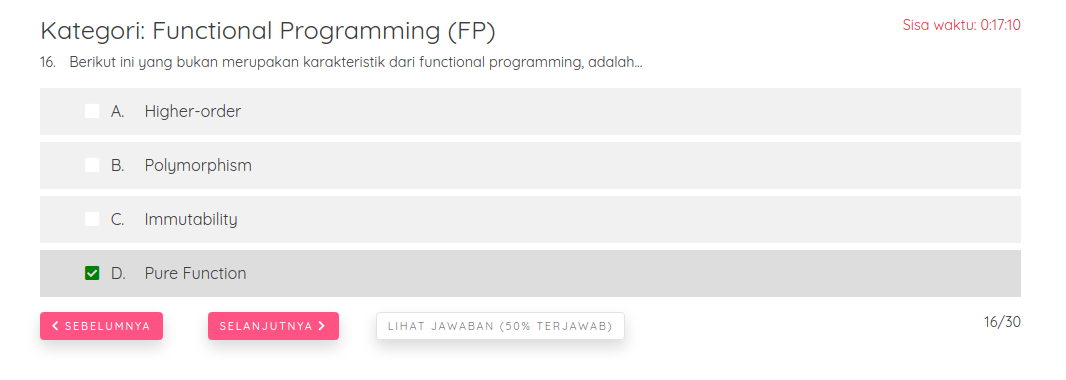 Kategori: Functional Programming (FP)
Sisa waktu: 0:17:10
16. Berikut ini yang bukan merupakan karakteristik dari functional programming, adalah...
A. Higher-order
B. Polymorphism
C. Immutability
D. Pure Function
SEBELUMNYA
SELANJUTNYA
LIHAT JAWABAN (50% TERJAWAB)
16/30